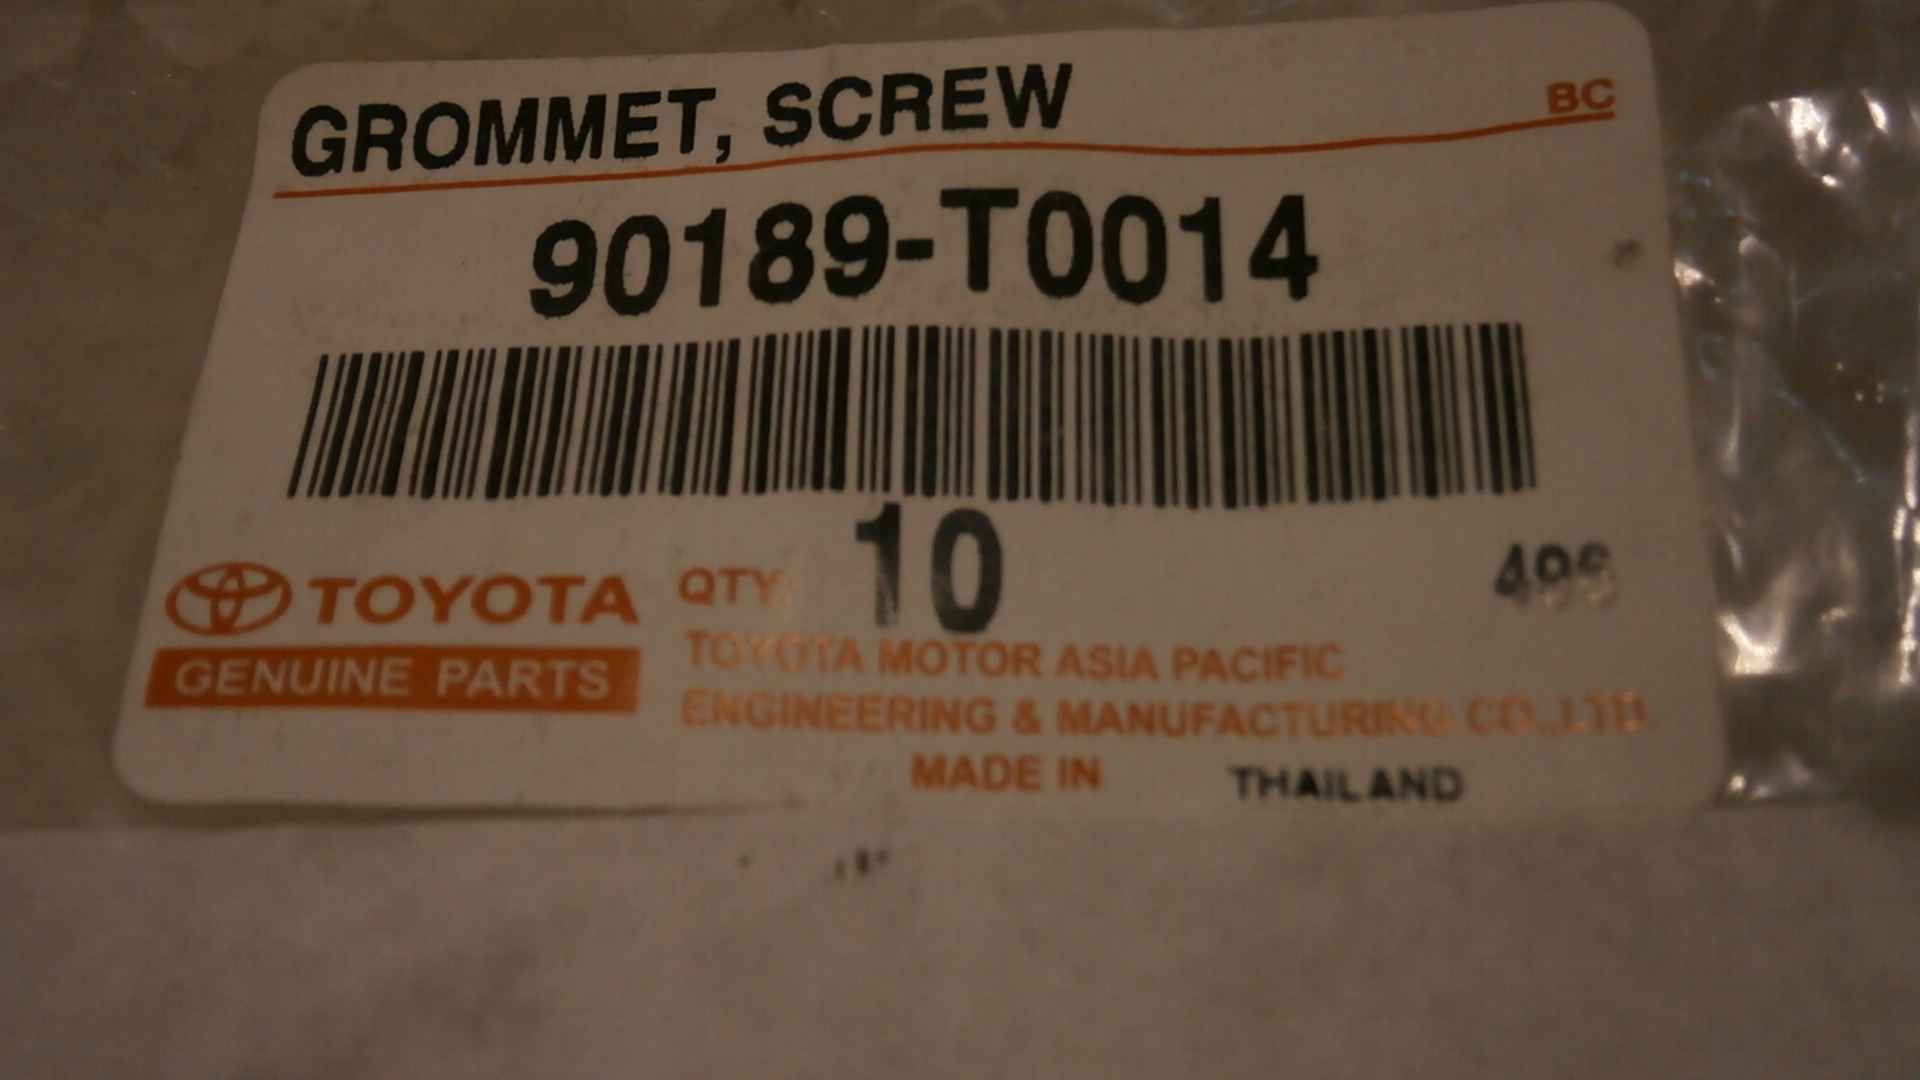 GROMMET, SCREW
BC
90189-T0014
QTY. 10
TOYOTA
GENUINE PARTS
TOYOTA MOTOR ASIA PACIFIC
ENGINEERING & MANUFACTURING CO.,LTD.
MADE IN THAILAND